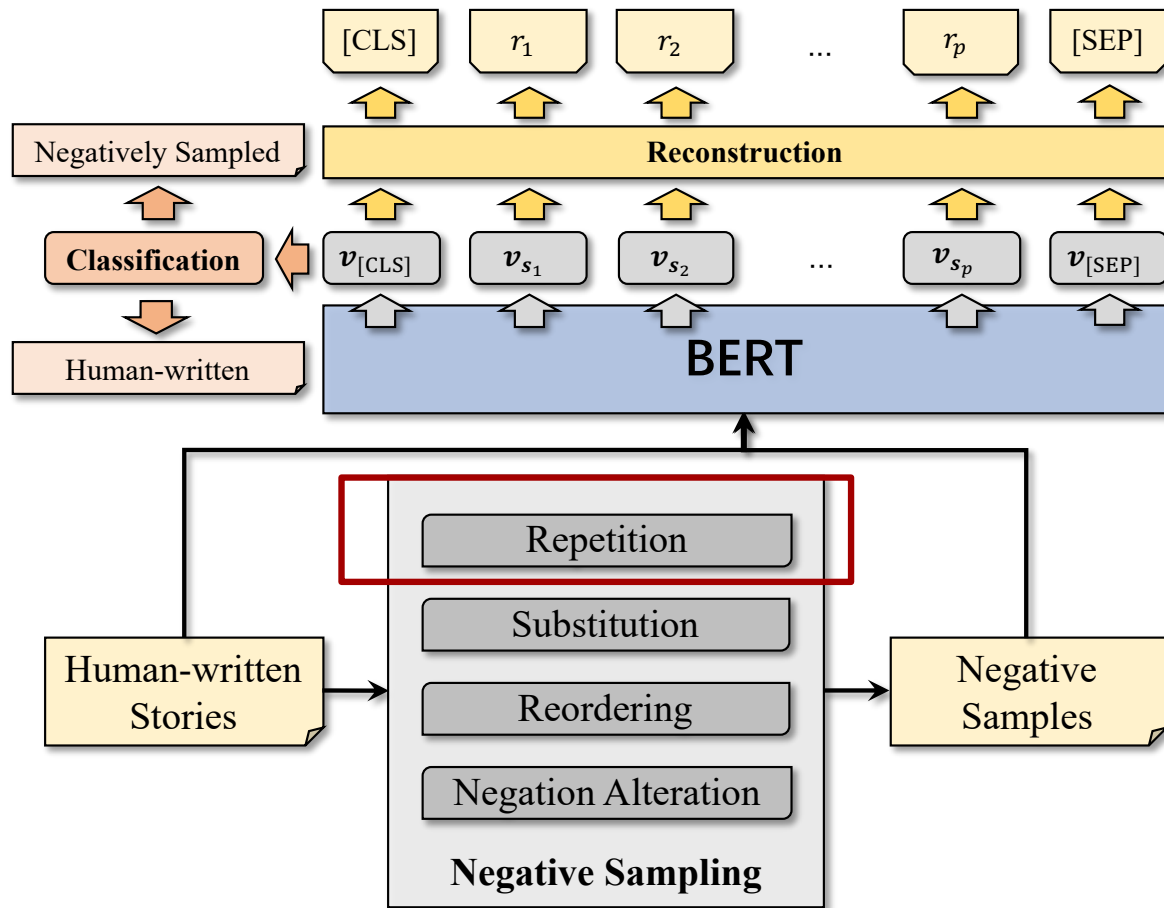 [CLS] r₁ r₂ ... rₚ [SEP]
Negatively Sampled
Reconstruction
Classification
v[CLS] vs₁ vs₂ ... vsₚ v[SEP]
Human-written
BERT
Repetition
Substitution
Human-written
Stories
Reordering
Negative
Samples
Negation Alteration
Negative Sampling